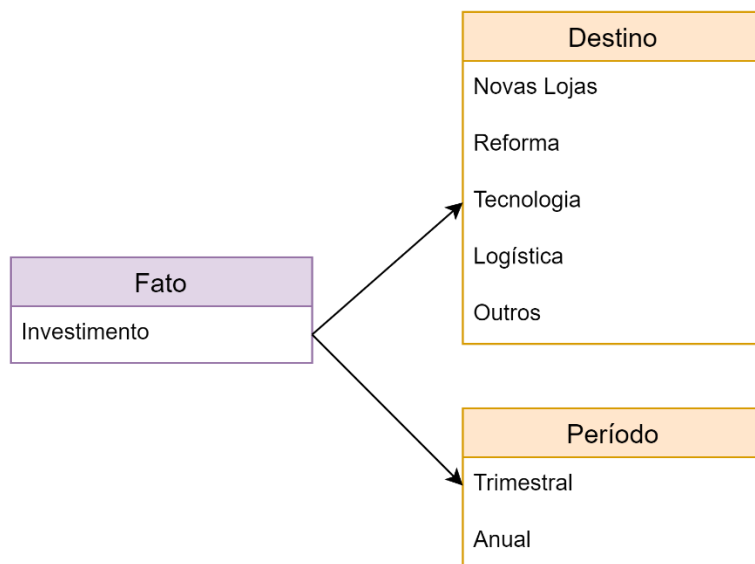 Destino
Novas Lojas
Reforma
Tecnologia
Logística
Outros
Fato
Investimento
Período
Trimestral
Anual